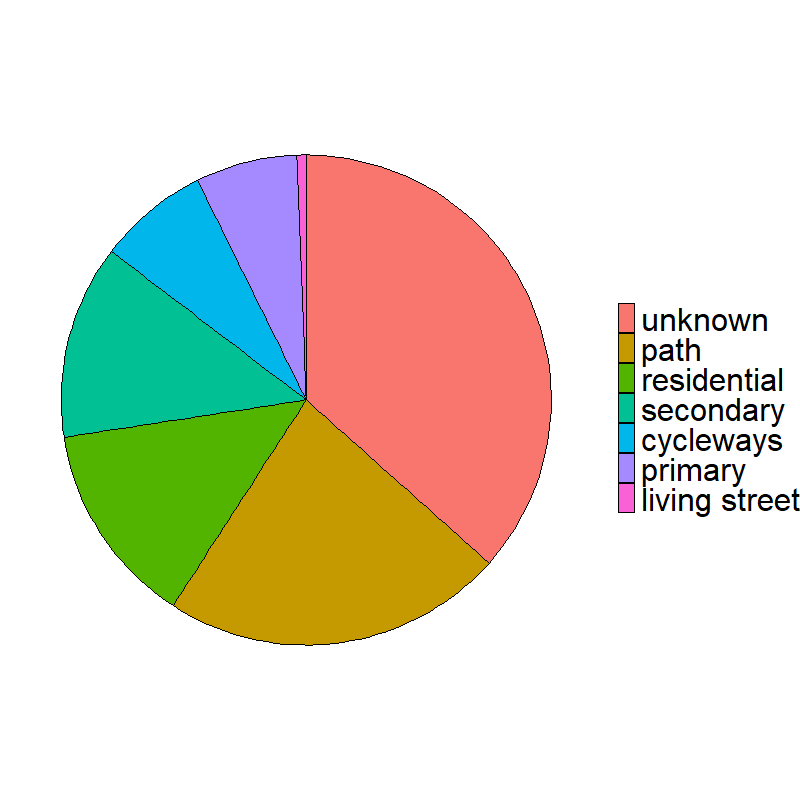 unknown
path
residential
secondary
cycleways
primary
living street